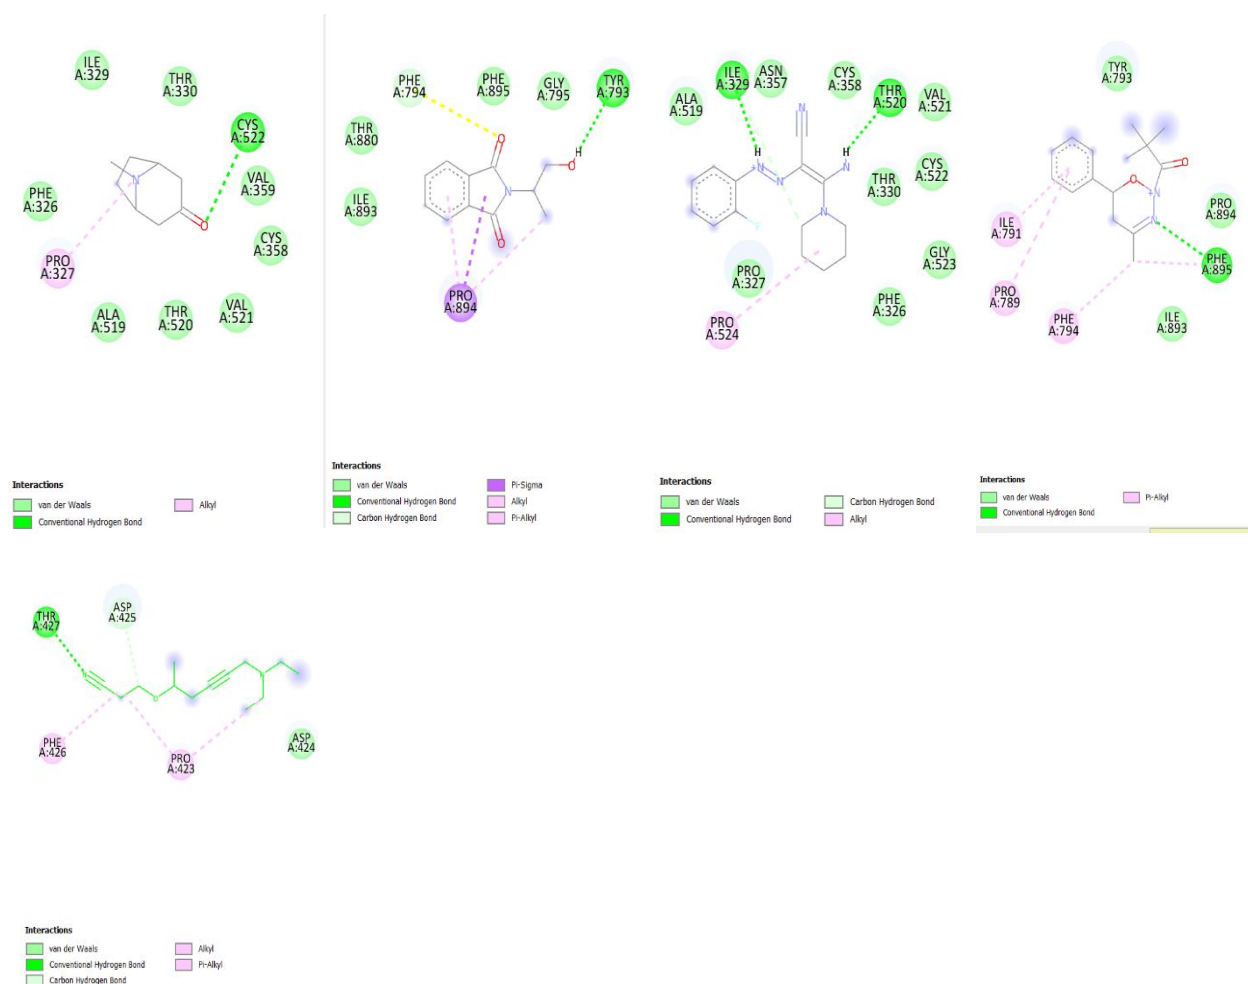 ILE
A:329
THR
A:330
CYS
A:522
VAL
A:359
PHE
A:326
CYS
A:358
PRO
A:327
ALA
A:519
THR
A:520
VAL
A:521
N
O
Interactions
van der Waals
Conventional Hydrogen Bond
Alkyl
PHE
A:794
PHE
A:895
GLY
A:795
TYR
A:793
THR
A:880
ILE
A:893
PRO
A:894
O
H
O
N
O
Interactions
van der Waals
Conventional Hydrogen Bond
Carbon Hydrogen Bond
Pi-Sigma
Alkyl
Pi-Alkyl
ILE
A:329
ASN
A:357
CYS
A:358
THR
A:520
VAL
A:521
ALA
A:519
CYS
A:522
THR
A:330
GLY
A:523
PRO
A:327
PHE
A:326
PRO
A:524
N
H
H
N
N
N
N
Interactions
van der Waals
Conventional Hydrogen Bond
Carbon Hydrogen Bond
Alkyl
TYR
A:793
ILE
A:791
PRO
A:894
PRO
A:789
PHE
A:895
PHE
A:794
ILE
A:893
O
O
N
N
Interactions
van der Waals
Conventional Hydrogen Bond
Pi-Alkyl
THR
A:427
ASP
A:425
PHE
A:426
PRO
A:423
ASP
A:424
Interactions
van der Waals
Conventional Hydrogen Bond
Carbon Hydrogen Bond
Alkyl
Pi-Alkyl